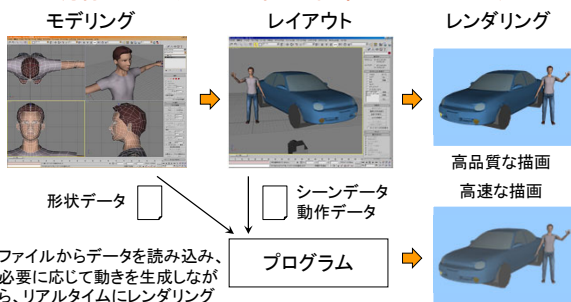 モデリング
レイアウト
レンダリング
高品質な描画
形状データ
シーンデータ
動作データ
高速な描画
ファイルからデータを読み込み、
必要に応じて動きを生成しなが
ら、リアルタイムにレンダリング
プログラム